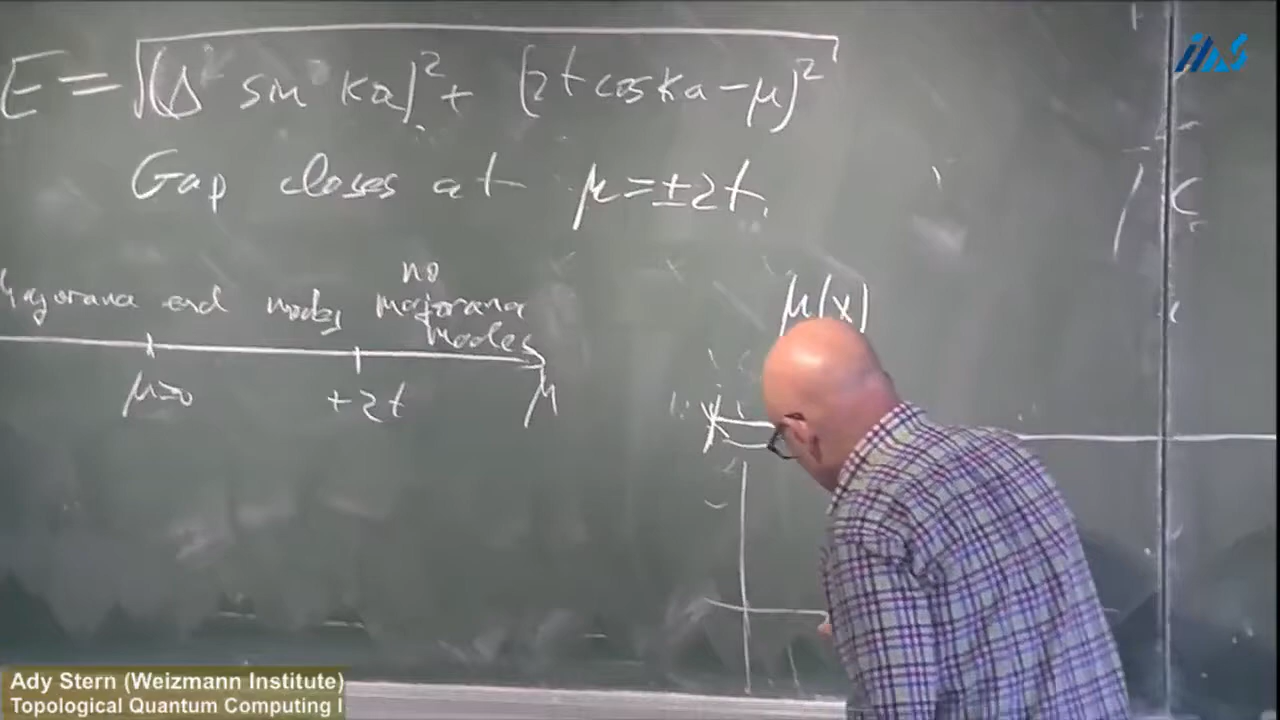 E = √(Δ² sin ka)² + (2t cos ka − μ)²
Gap closes at μ = ±2t.
end modes
no
majorana
modes
μ=0 +2t μ
μ(x)
Ady Stern (Weizmann Institute)
Topological Quantum Computing I